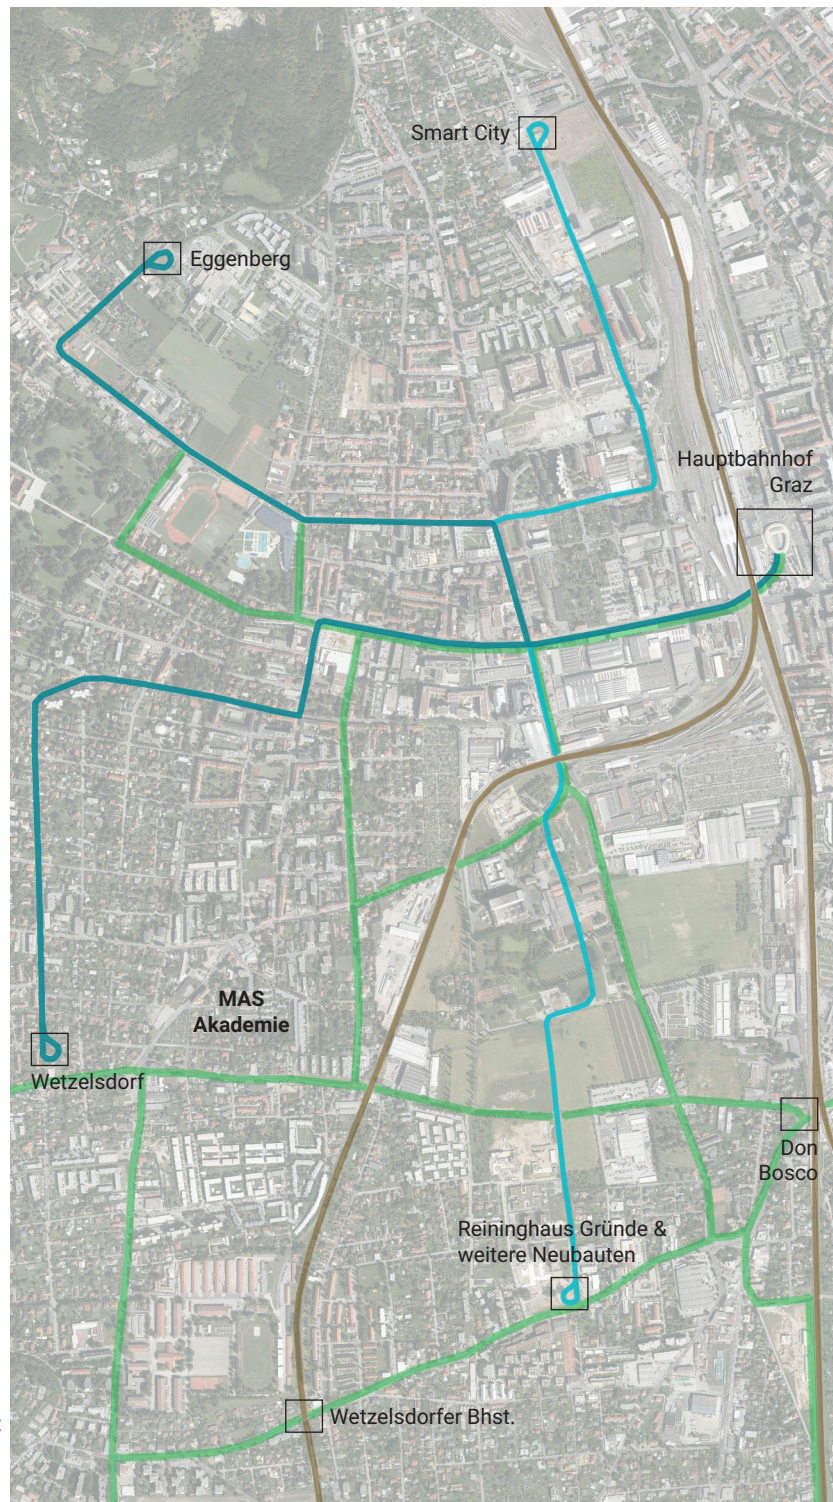 Smart City
Eggenberg
Hauptbahnhof
Graz
MAS
Akademie
Wetzelsdorf
Don
Bosco
Reininghaus Gründe &
weitere Neubauten
Wetzelsdorfer Bhst.